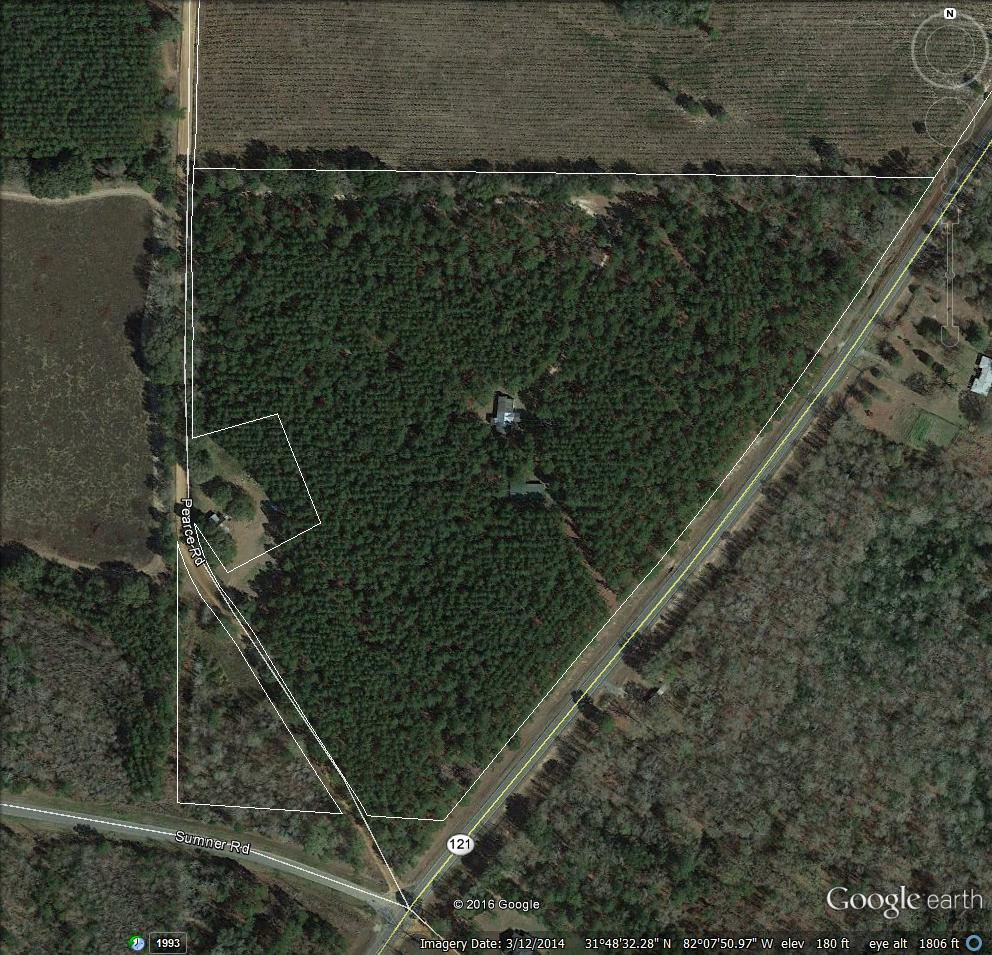 N
Pearce Rd
Sumner Rd
121
© 2016 Google
Google earth
1993
Imagery Date: 3/12/2014 31°48'32.28" N 82°07'50.97" W elev 180 ft eye alt 1806 ft